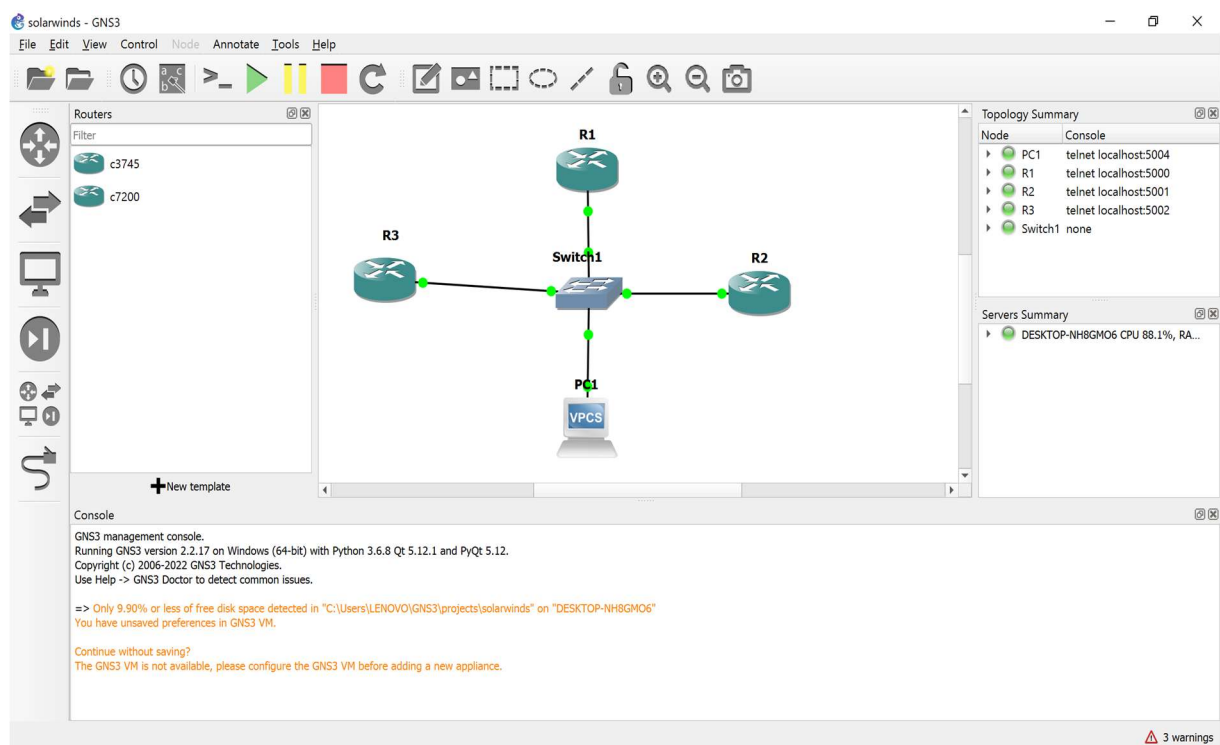 solarwinds - GNS3
File Edit View Control Node Annotate Tools Help
Routers
Filter
c3745
c7200
New template
R1
R3
Switch1
R2
PC1
VPCS
Topology Summary
Node Console
PC1 telnet localhost:5004
R1 telnet localhost:5000
R2 telnet localhost:5001
R3 telnet localhost:5002
Switch1 none
Servers Summary
DESKTOP-NH8GMO6 CPU 88.1%, RA...
Console
GNS3 management console.
Running GNS3 version 2.2.17 on Windows (64-bit) with Python 3.6.8 Qt 5.12.1 and PyQt 5.12.
Copyright (c) 2006-2022 GNS3 Technologies.
Use Help -> GNS3 Doctor to detect common issues.
=> Only 9.90% or less of free disk space detected in "C:\Users\LENOVO\GNS3\projects\solarwinds" on "DESKTOP-NH8GMO6"
You have unsaved preferences in GNS3 VM.
Continue without saving?
The GNS3 VM is not available, please configure the GNS3 VM before adding a new appliance.
3 warnings